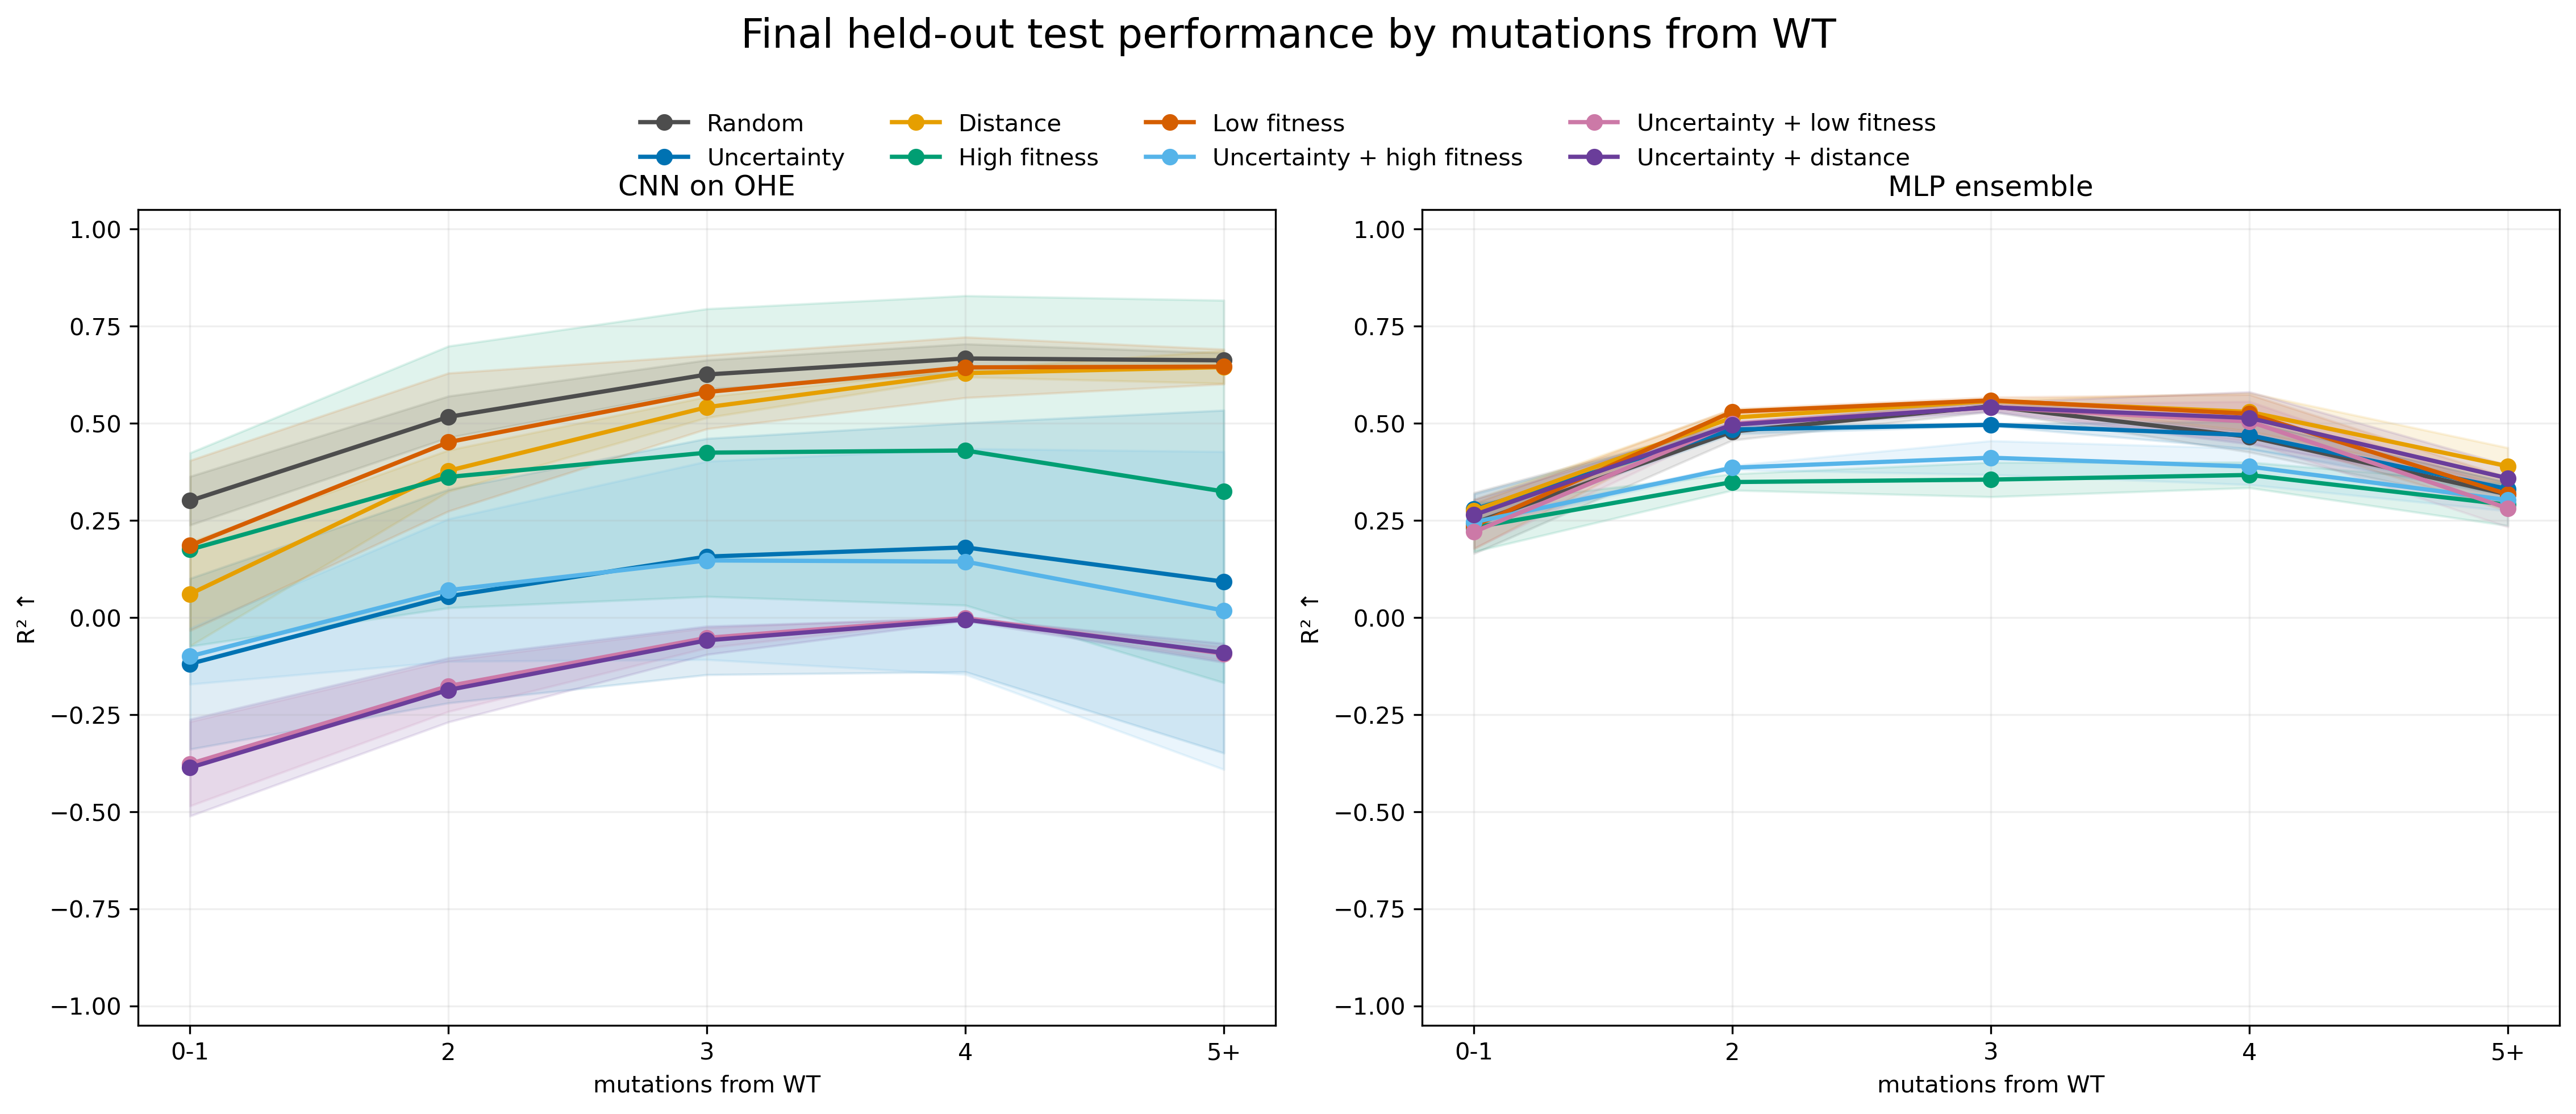 Final held-out test performance by mutations from WT
Random
Uncertainty
Distance
High fitness
Low fitness
Uncertainty + high fitness
Uncertainty + low fitness
Uncertainty + distance
CNN on OHE
1.00
0.75
0.50
0.25
0.00
−0.25
−0.50
−0.75
−1.00
R² ↑
0-1
2
3
4
5+
mutations from WT
MLP ensemble
1.00
0.75
0.50
0.25
0.00
−0.25
−0.50
−0.75
−1.00
R² ↑
0-1
2
3
4
5+
mutations from WT